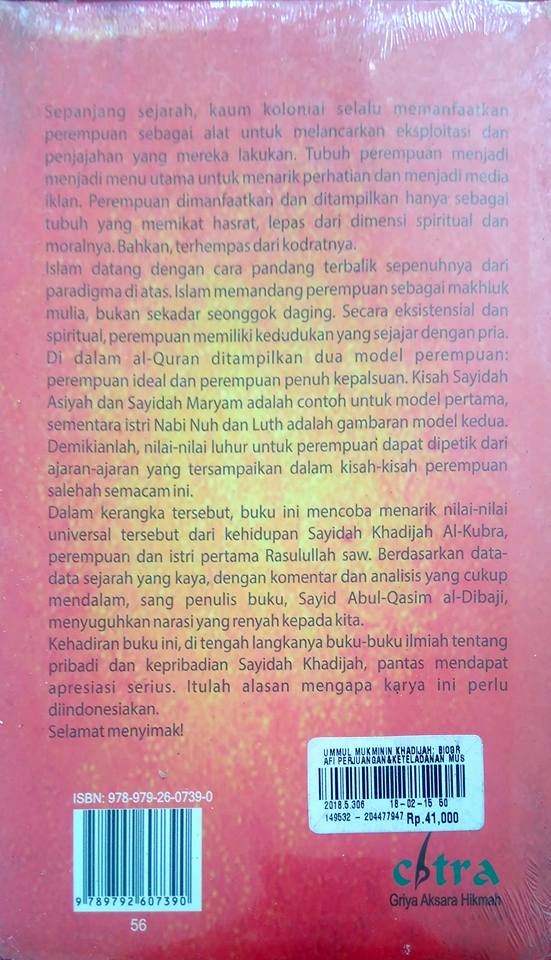 Sepanjang sejarah, kaum kolonial selalu memanfaatkan
perempuan sebagai alat untuk melancarkan eksploitasi dan
penjajahan yang mereka lakukan. Tubuh perempuan menjadi
menjadi menu utama untuk menarik perhatian dan menjadi media
iklan. Perempuan dimanfaatkan dan ditampilkan hanya sebagai
tubuh yang memikat hasrat, lepas dari dimensi spiritual dan
moralnya. Bahkan, terhempas dari kodratnya.
Islam datang dengan cara pandang terbalik sepenuhnya dari
paradigma di atas. Islam memandang perempuan sebagai makhluk
mulia, bukan sekadar seonggok daging. Secara eksistensial dan
spiritual, perempuan memiliki kedudukan yang sejajar dengan pria.
Di dalam al-Quran ditampilkan dua model perempuan:
perempuan ideal dan perempuan penuh kepalsuan. Kisah Sayidah
Asiyah dan Sayidah Maryam adalah contoh untuk model pertama,
sementara istri Nabi Nuh dan Luth adalah gambaran model kedua.
Demikianlah, nilai-nilai luhur untuk perempuan dapat dipetik dari
ajaran-ajaran yang tersampaikan dalam kisah-kisah perempuan
salehah semacam ini.
Dalam kerangka tersebut, buku ini mencoba menarik nilai-nilai
universal tersebut dari kehidupan Sayidah Khadijah Al-Kubra,
perempuan dan istri pertama Rasulullah saw. Berdasarkan data-
data sejarah yang kaya, dengan komentar dan analisis yang cukup
mendalam, sang penulis buku, Sayid Abul-Qasim al-Dibaji,
menyuguhkan narasi yang renyah kepada kita.
Kehadiran buku ini, di tengah langkanya buku-buku ilmiah tentang
pribadi dan kepribadian Sayidah Khadijah, pantas mendapat
apresiasi serius. Itulah alasan mengapa karya ini perlu
diindonesiakan.
Selamat menyimak!
UMMUL MUKMININ KHADIJAH: BIOGR
AFI PERJUANGAN&KETELADANAN MUS
2018.5.306 18-02-15 50
149532 - 204477947 Rp.41,000
ISBN: 978-979-26-0739-0
9 789792 607390
56
citra
Griya Aksara Hikmah